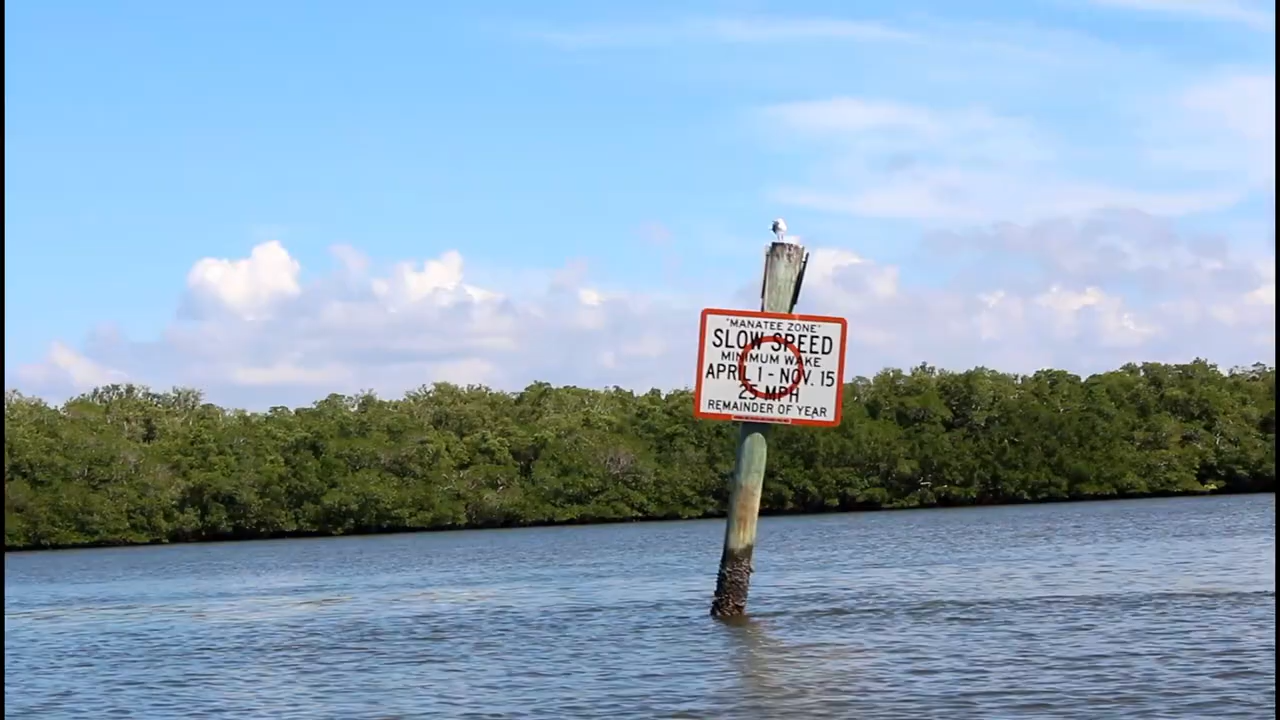 "MANATEE ZONE"
SLOW SPEED
MINIMUM WAKE
APRIL 1 - NOV. 15
25 MPH
REMAINDER OF YEAR